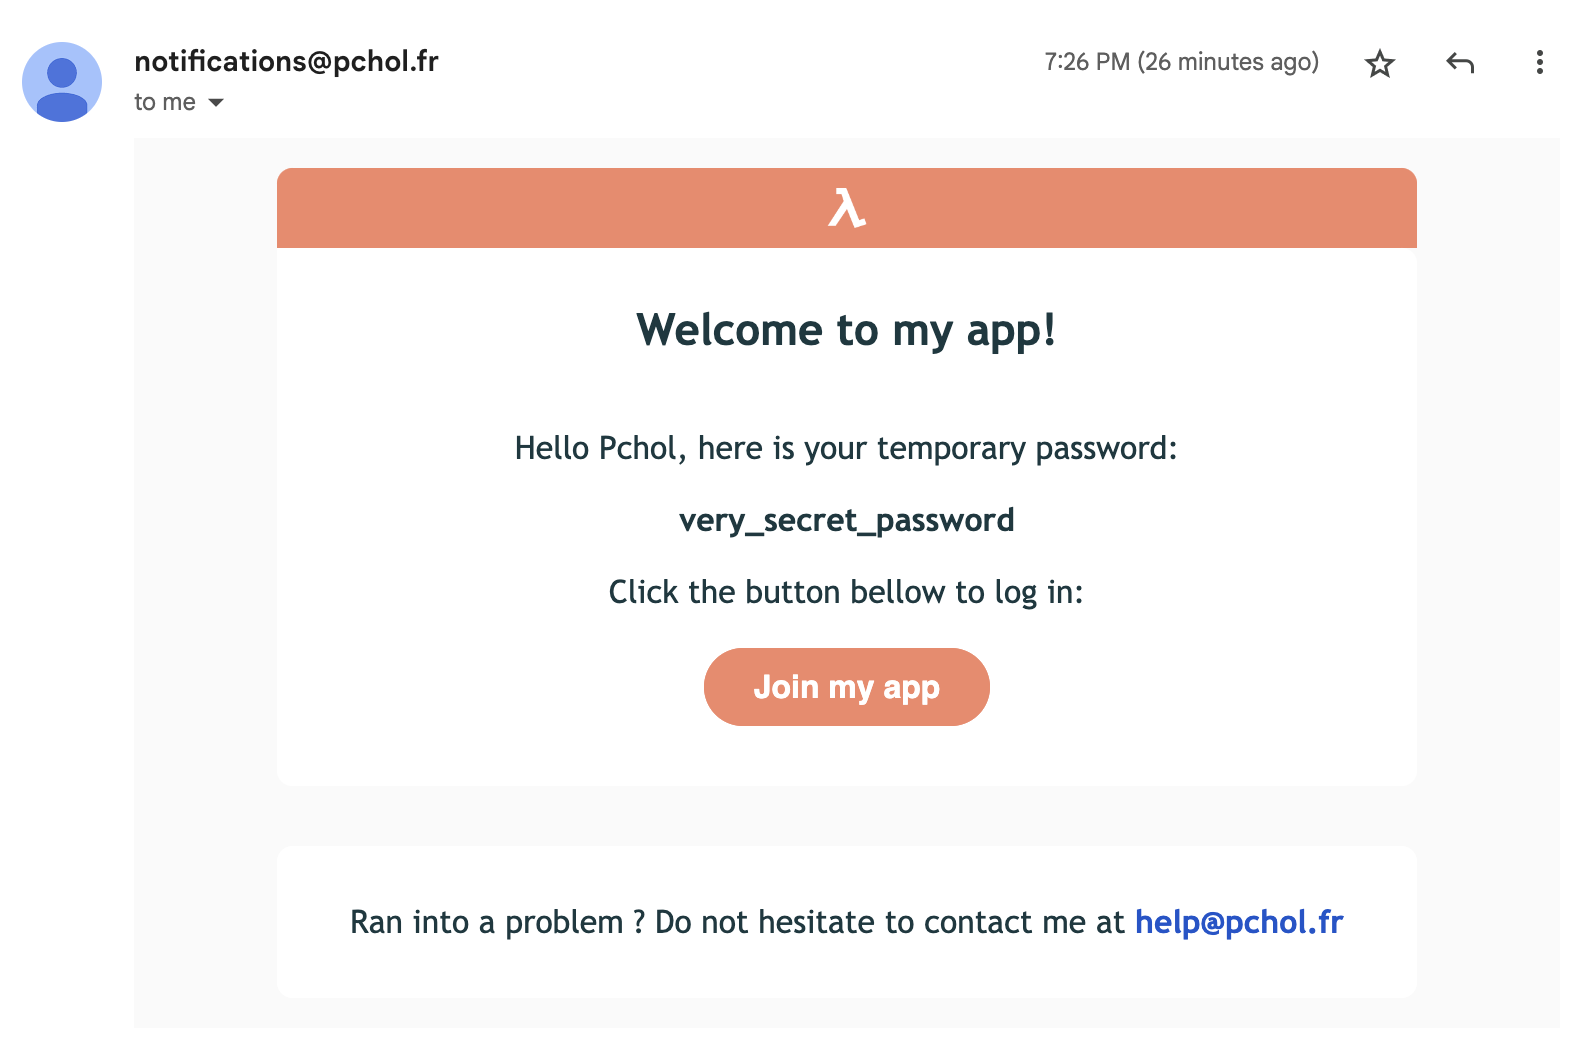 notifications@pchol.fr
7:26 PM (26 minutes ago)
to me
λ
Welcome to my app!
Hello Pchol, here is your temporary password:
very_secret_password
Click the button bellow to log in:
Join my app
Ran into a problem ? Do not hesitate to contact me at help@pchol.fr